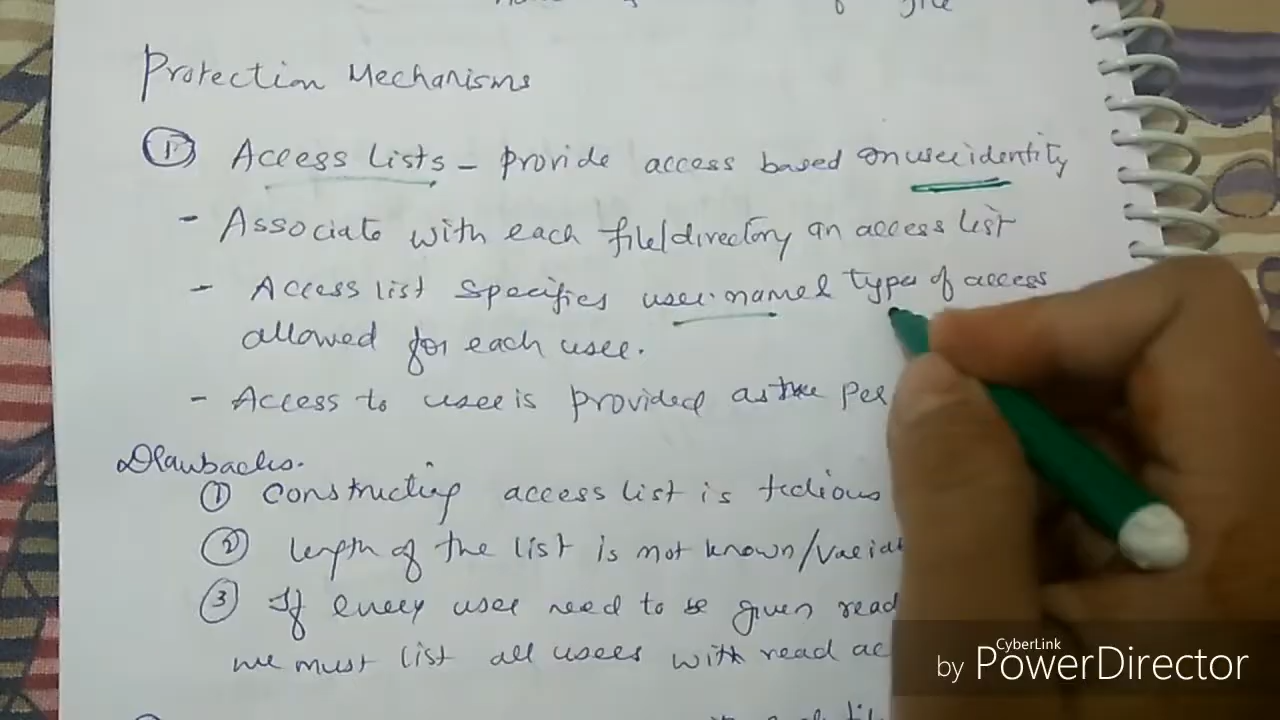 file
Protection Mechanisms
① Access Lists - provide access based on user identity
- Associate with each file/directory an access list
- Access list specifies user name & type of access
allowed for each user.
- Access to user is provided as the per
Drawbacks.
① Constructing access list is tedious
② length of the list is not known/
③ If every user need to be given read
we must list all users with read
CyberLink
by PowerDirector